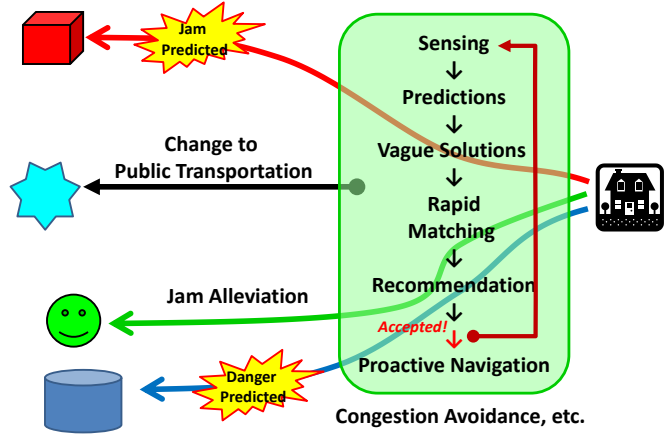 Jam
Predicted
Change to
Public Transportation
Jam Alleviation
Danger
Predicted
Sensing
↓
Predictions
↓
Vague Solutions
↓
Rapid
Matching
↓
Recommendation
↓
Accepted! ↓
Proactive Navigation
Congestion Avoidance, etc.